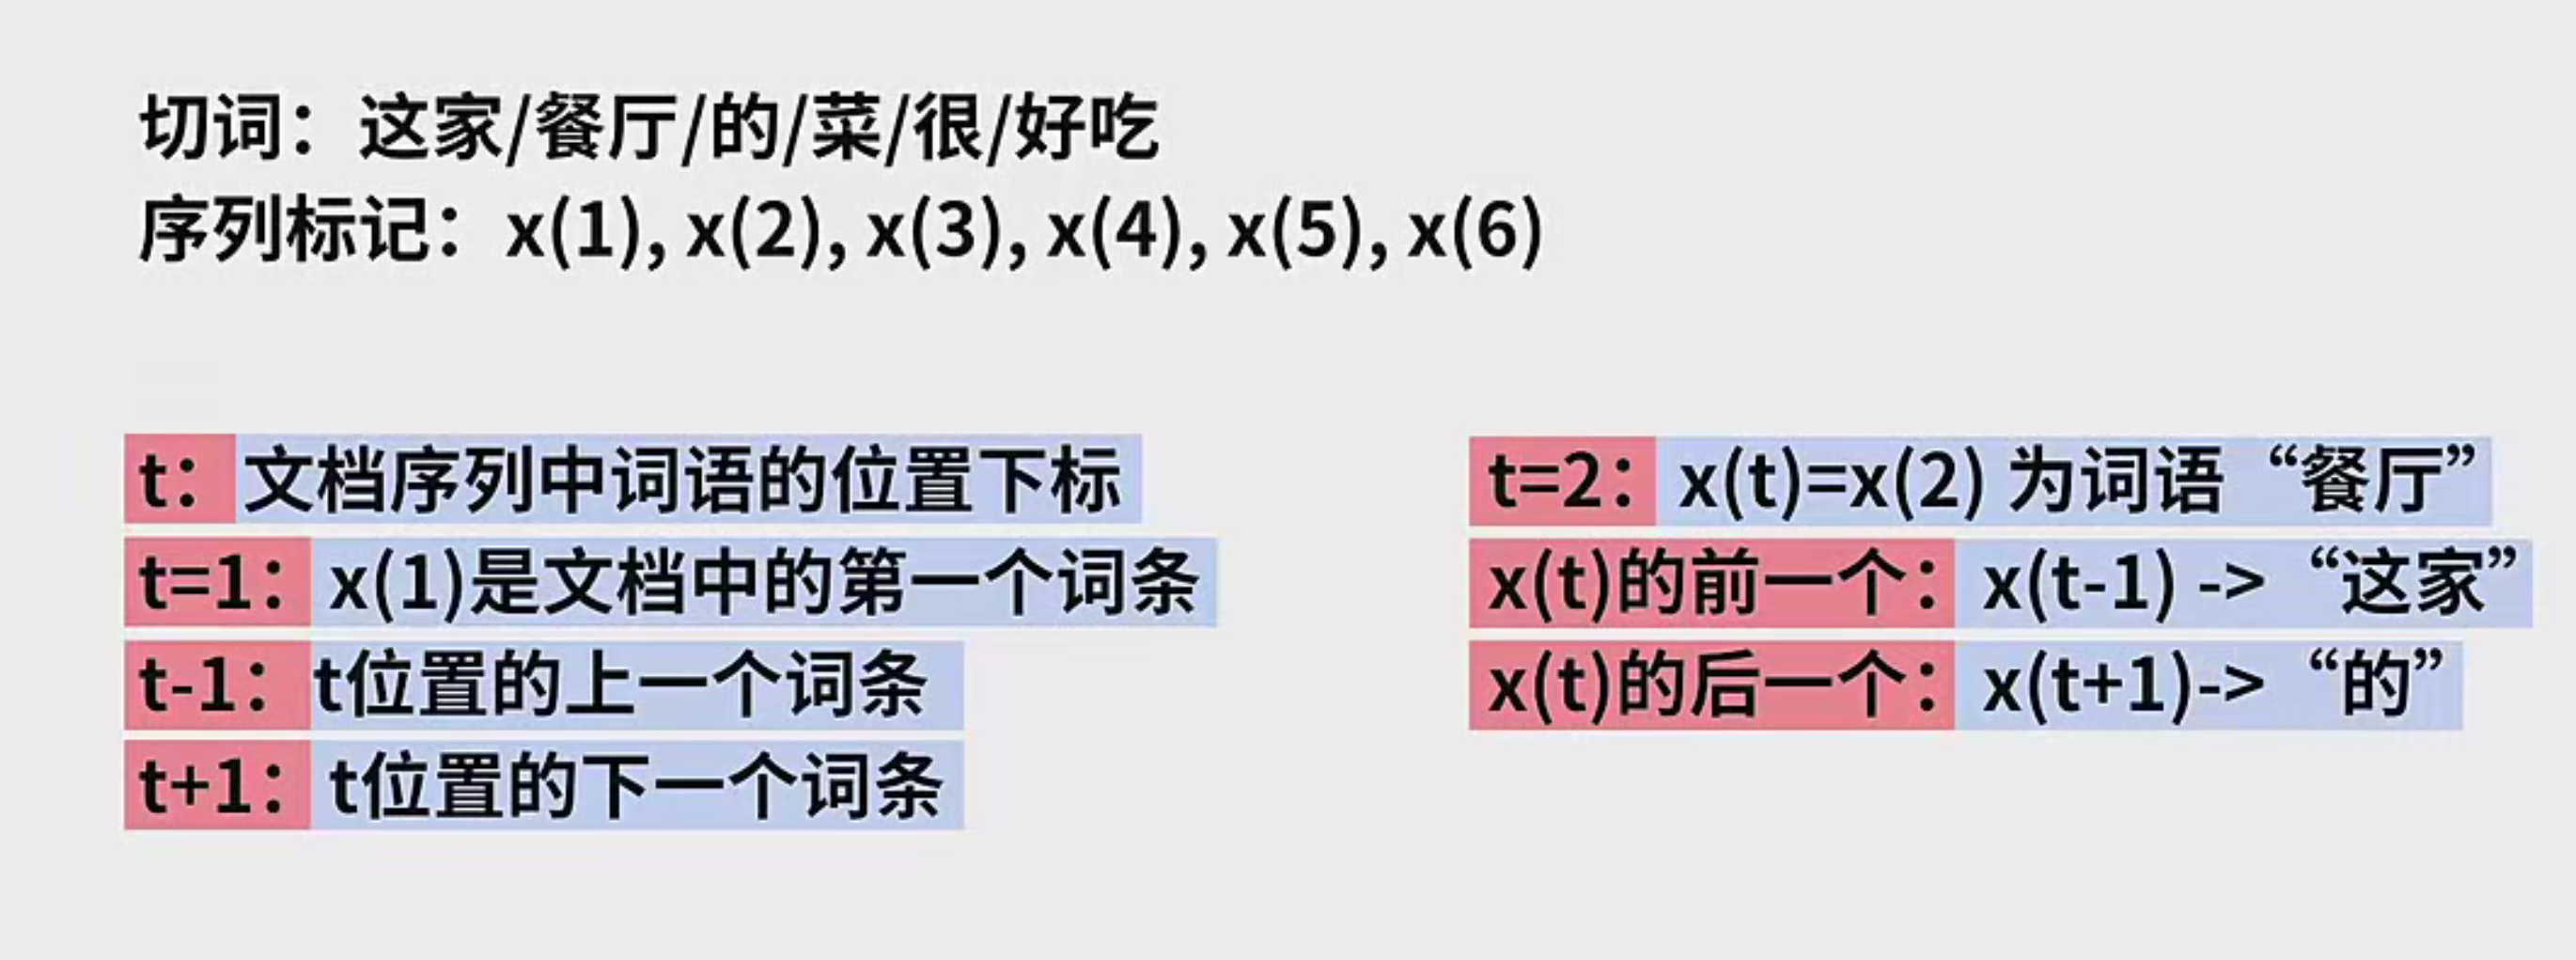 切词：这家/餐厅/的/菜/很/好吃
序列标记：x(1), x(2), x(3), x(4), x(5), x(6)
t：文档序列中词语的位置下标
t=1：x(1)是文档中的第一个词条
t-1：t位置的上一个词条
t+1：t位置的下一个词条
t=2：x(t)=x(2) 为词语“餐厅”
x(t)的前一个：x(t-1) ->“这家”
x(t)的后一个：x(t+1)->“的”